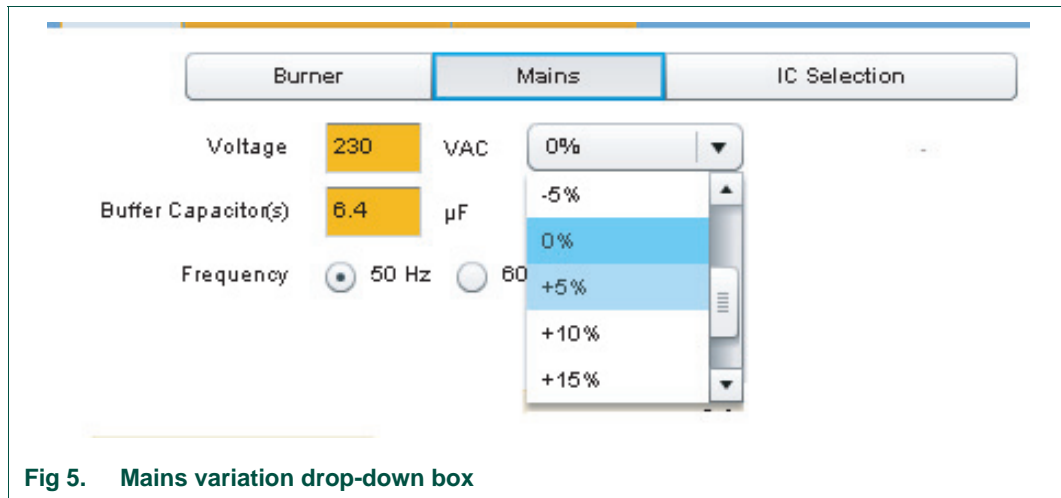 Burner Mains IC Selection
Voltage 230 VAC 0%
-5%
Buffer Capacitor(s) 6.4 µF
0%
Frequency 50 Hz 60
+5%
+10%
+15%
Fig 5. Mains variation drop-down box